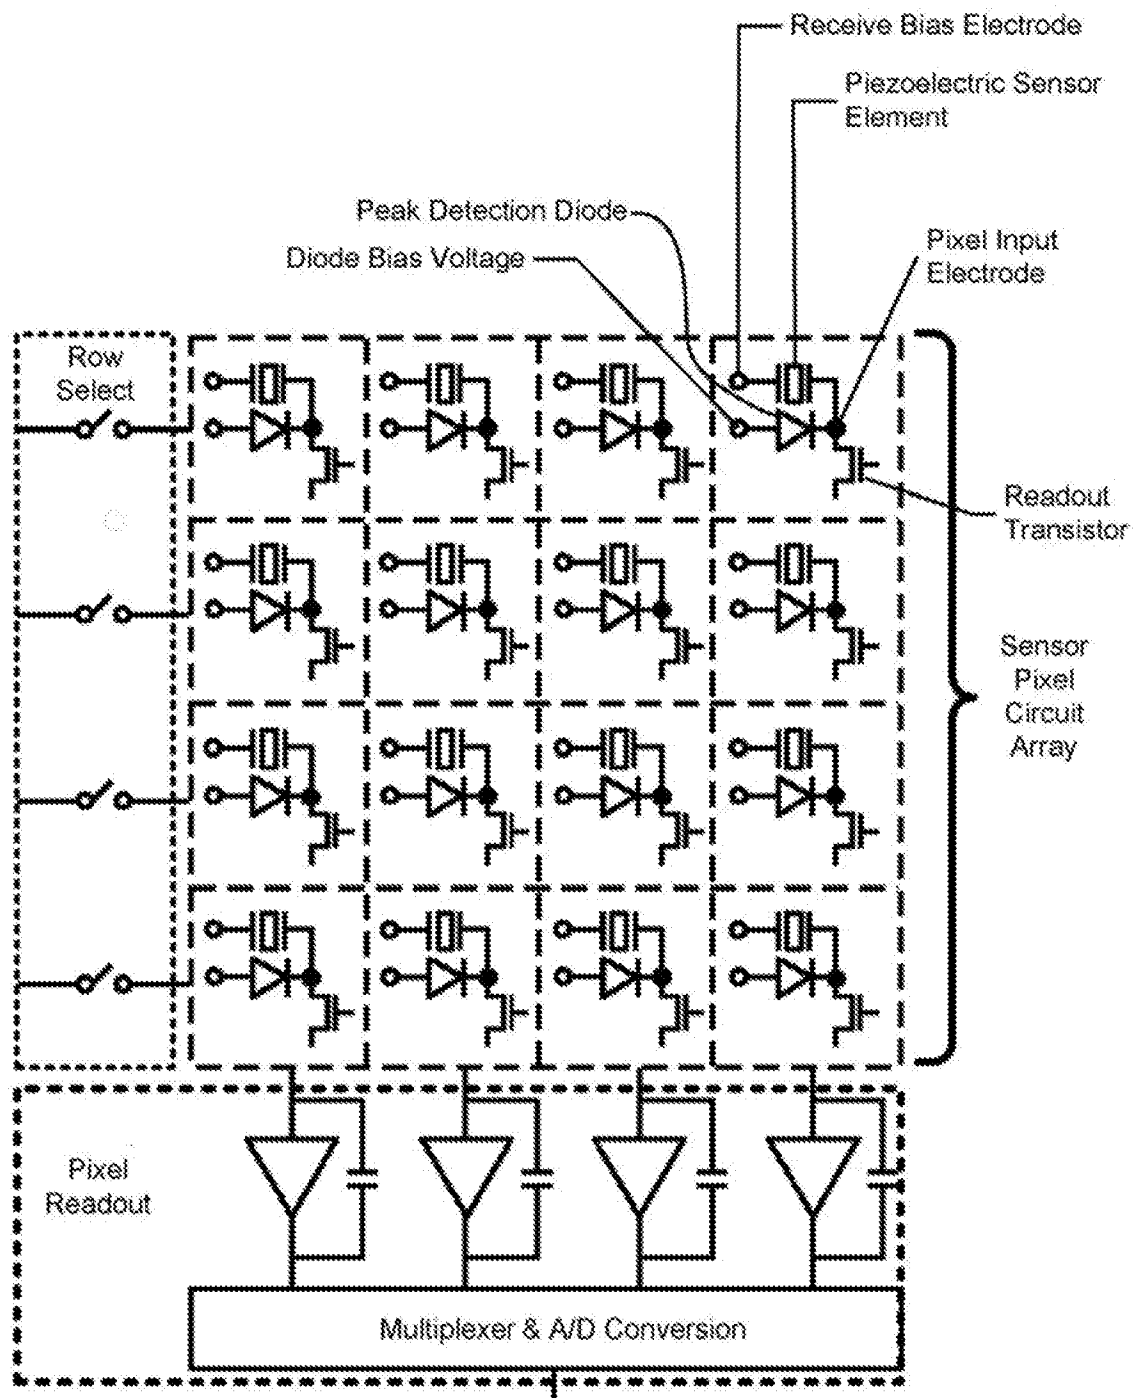 Receive Bias Electrode
Piezoelectric Sensor
Element
Peak Detection Diode
Diode Bias Voltage
Pixel Input
Electrode
Row
Select
Readout
Transistor
Sensor
Pixel
Circuit
Array
Pixel
Readout
Multiplexer & A/D Conversion